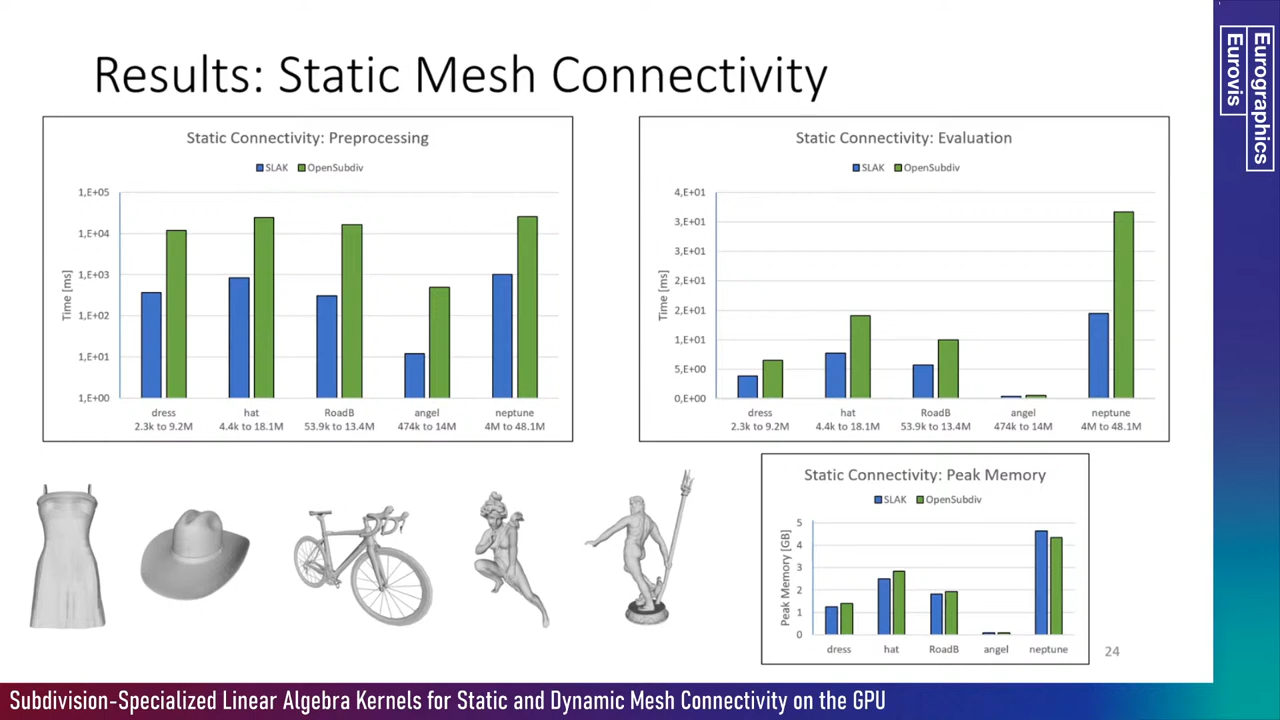 Results: Static Mesh Connectivity
Static Connectivity: Preprocessing
SLAK OpenSubdiv
1,E+05
1,E+04
1,E+03
1,E+02
1,E+01
1,E+00
Time [ms]
dress hat RoadB angel neptune
2.3k to 9.2M 4.4k to 18.1M 53.9k to 13.4M 474k to 14M 4M to 48.1M
Static Connectivity: Evaluation
SLAK OpenSubdiv
4,E+01
3,E+01
3,E+01
2,E+01
2,E+01
1,E+01
5,E+00
0,E+00
Time [ms]
dress hat RoadB angel neptune
2.3k to 9.2M 4.4k to 18.1M 53.9k to 13.4M 474k to 14M 4M to 48.1M
Static Connectivity: Peak Memory
SLAK OpenSubdiv
5
4
3
2
1
0
Peak Memory [GB]
dress hat RoadB angel neptune
24
Eurographics
Eurovis
Subdivision-Specialized Linear Algebra Kernels for Static and Dynamic Mesh Connectivity on the GPU